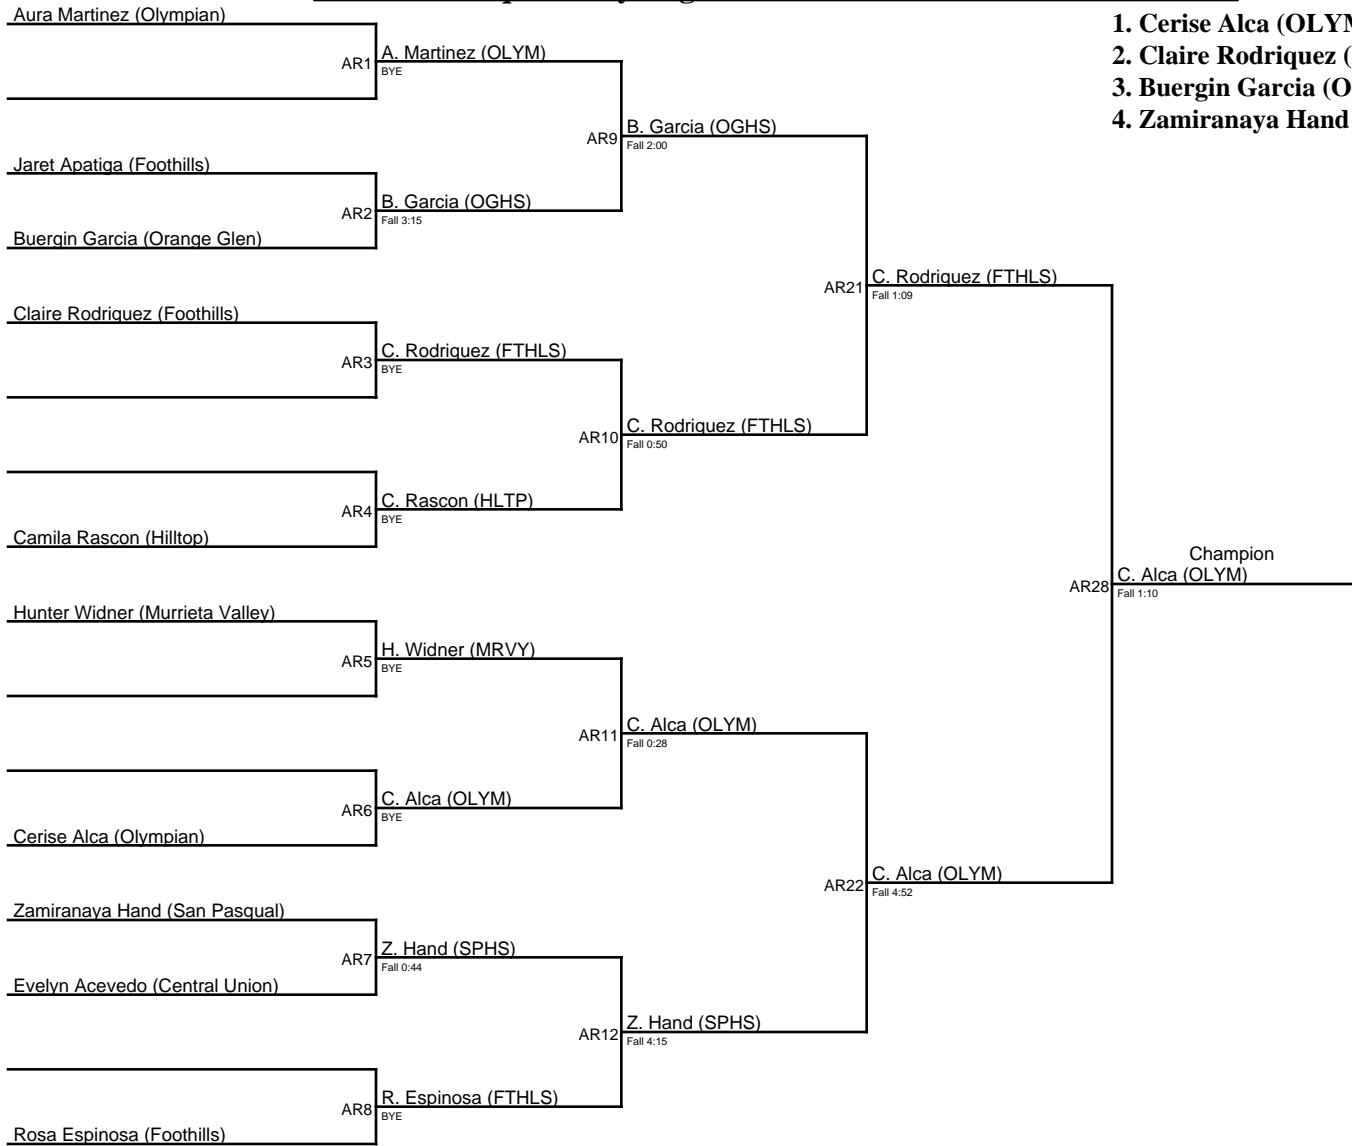 Aura Martinez (Olympian)
1. Cerise Alca (OLYM
AR1
A. Martinez (OLYM)
BYE
2. Claire Rodriquez (
3. Buergin Garcia (O
4. Zamiranaya Hand
AR9
B. Garcia (OGHS)
Fall 2:00
Jaret Apatiga (Foothills)
AR2
B. Garcia (OGHS)
Fall 3:15
Buergin Garcia (Orange Glen)
AR21
C. Rodriquez (FTHLS)
Fall 1:09
Claire Rodriquez (Foothills)
AR3
C. Rodriquez (FTHLS)
BYE
AR10
C. Rodriquez (FTHLS)
Fall 0:50
AR4
C. Rascon (HLTP)
BYE
Camila Rascon (Hilltop)
Champion
AR28
C. Alca (OLYM)
Fall 1:10
Hunter Widner (Murrieta Valley)
AR5
H. Widner (MRVY)
BYE
AR11
C. Alca (OLYM)
Fall 0:28
AR6
C. Alca (OLYM)
BYE
Cerise Alca (Olympian)
AR22
C. Alca (OLYM)
Fall 4:52
Zamiranaya Hand (San Pasqual)
AR7
Z. Hand (SPHS)
Fall 0:44
Evelyn Acevedo (Central Union)
AR12
Z. Hand (SPHS)
Fall 4:15
AR8
R. Espinosa (FTHLS)
BYE
Rosa Espinosa (Foothills)